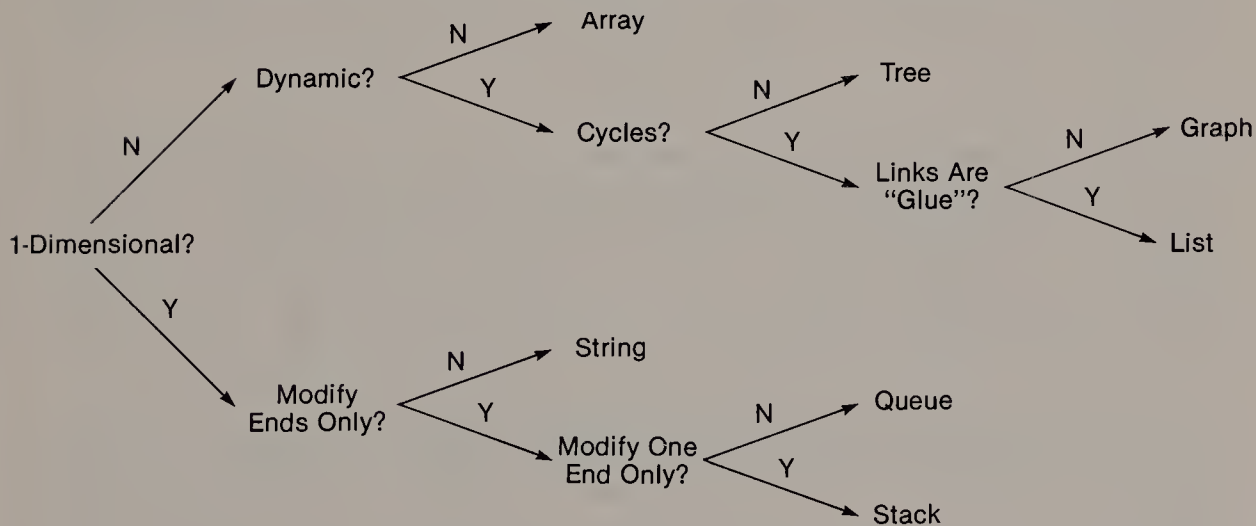 N
Array
Dynamic?
Y
N
Tree
Cycles?
N
Y
N
Graph
Links Are
"Glue"?
Y
1-Dimensional?
List
Y
N
String
Modify
Ends Only?
Y
N
Queue
Modify One
End Only?
Y
Stack